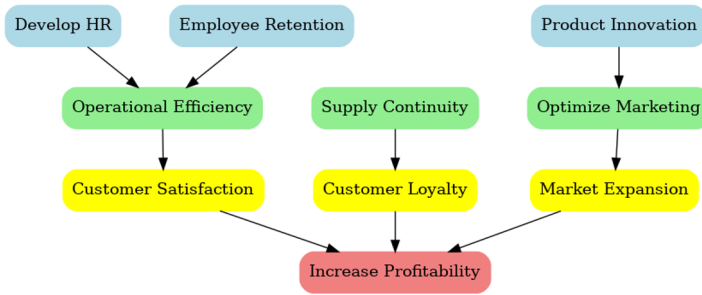 Develop HR
Employee Retention
Product Innovation
Operational Efficiency
Supply Continuity
Optimize Marketing
Customer Satisfaction
Customer Loyalty
Market Expansion
Increase Profitability